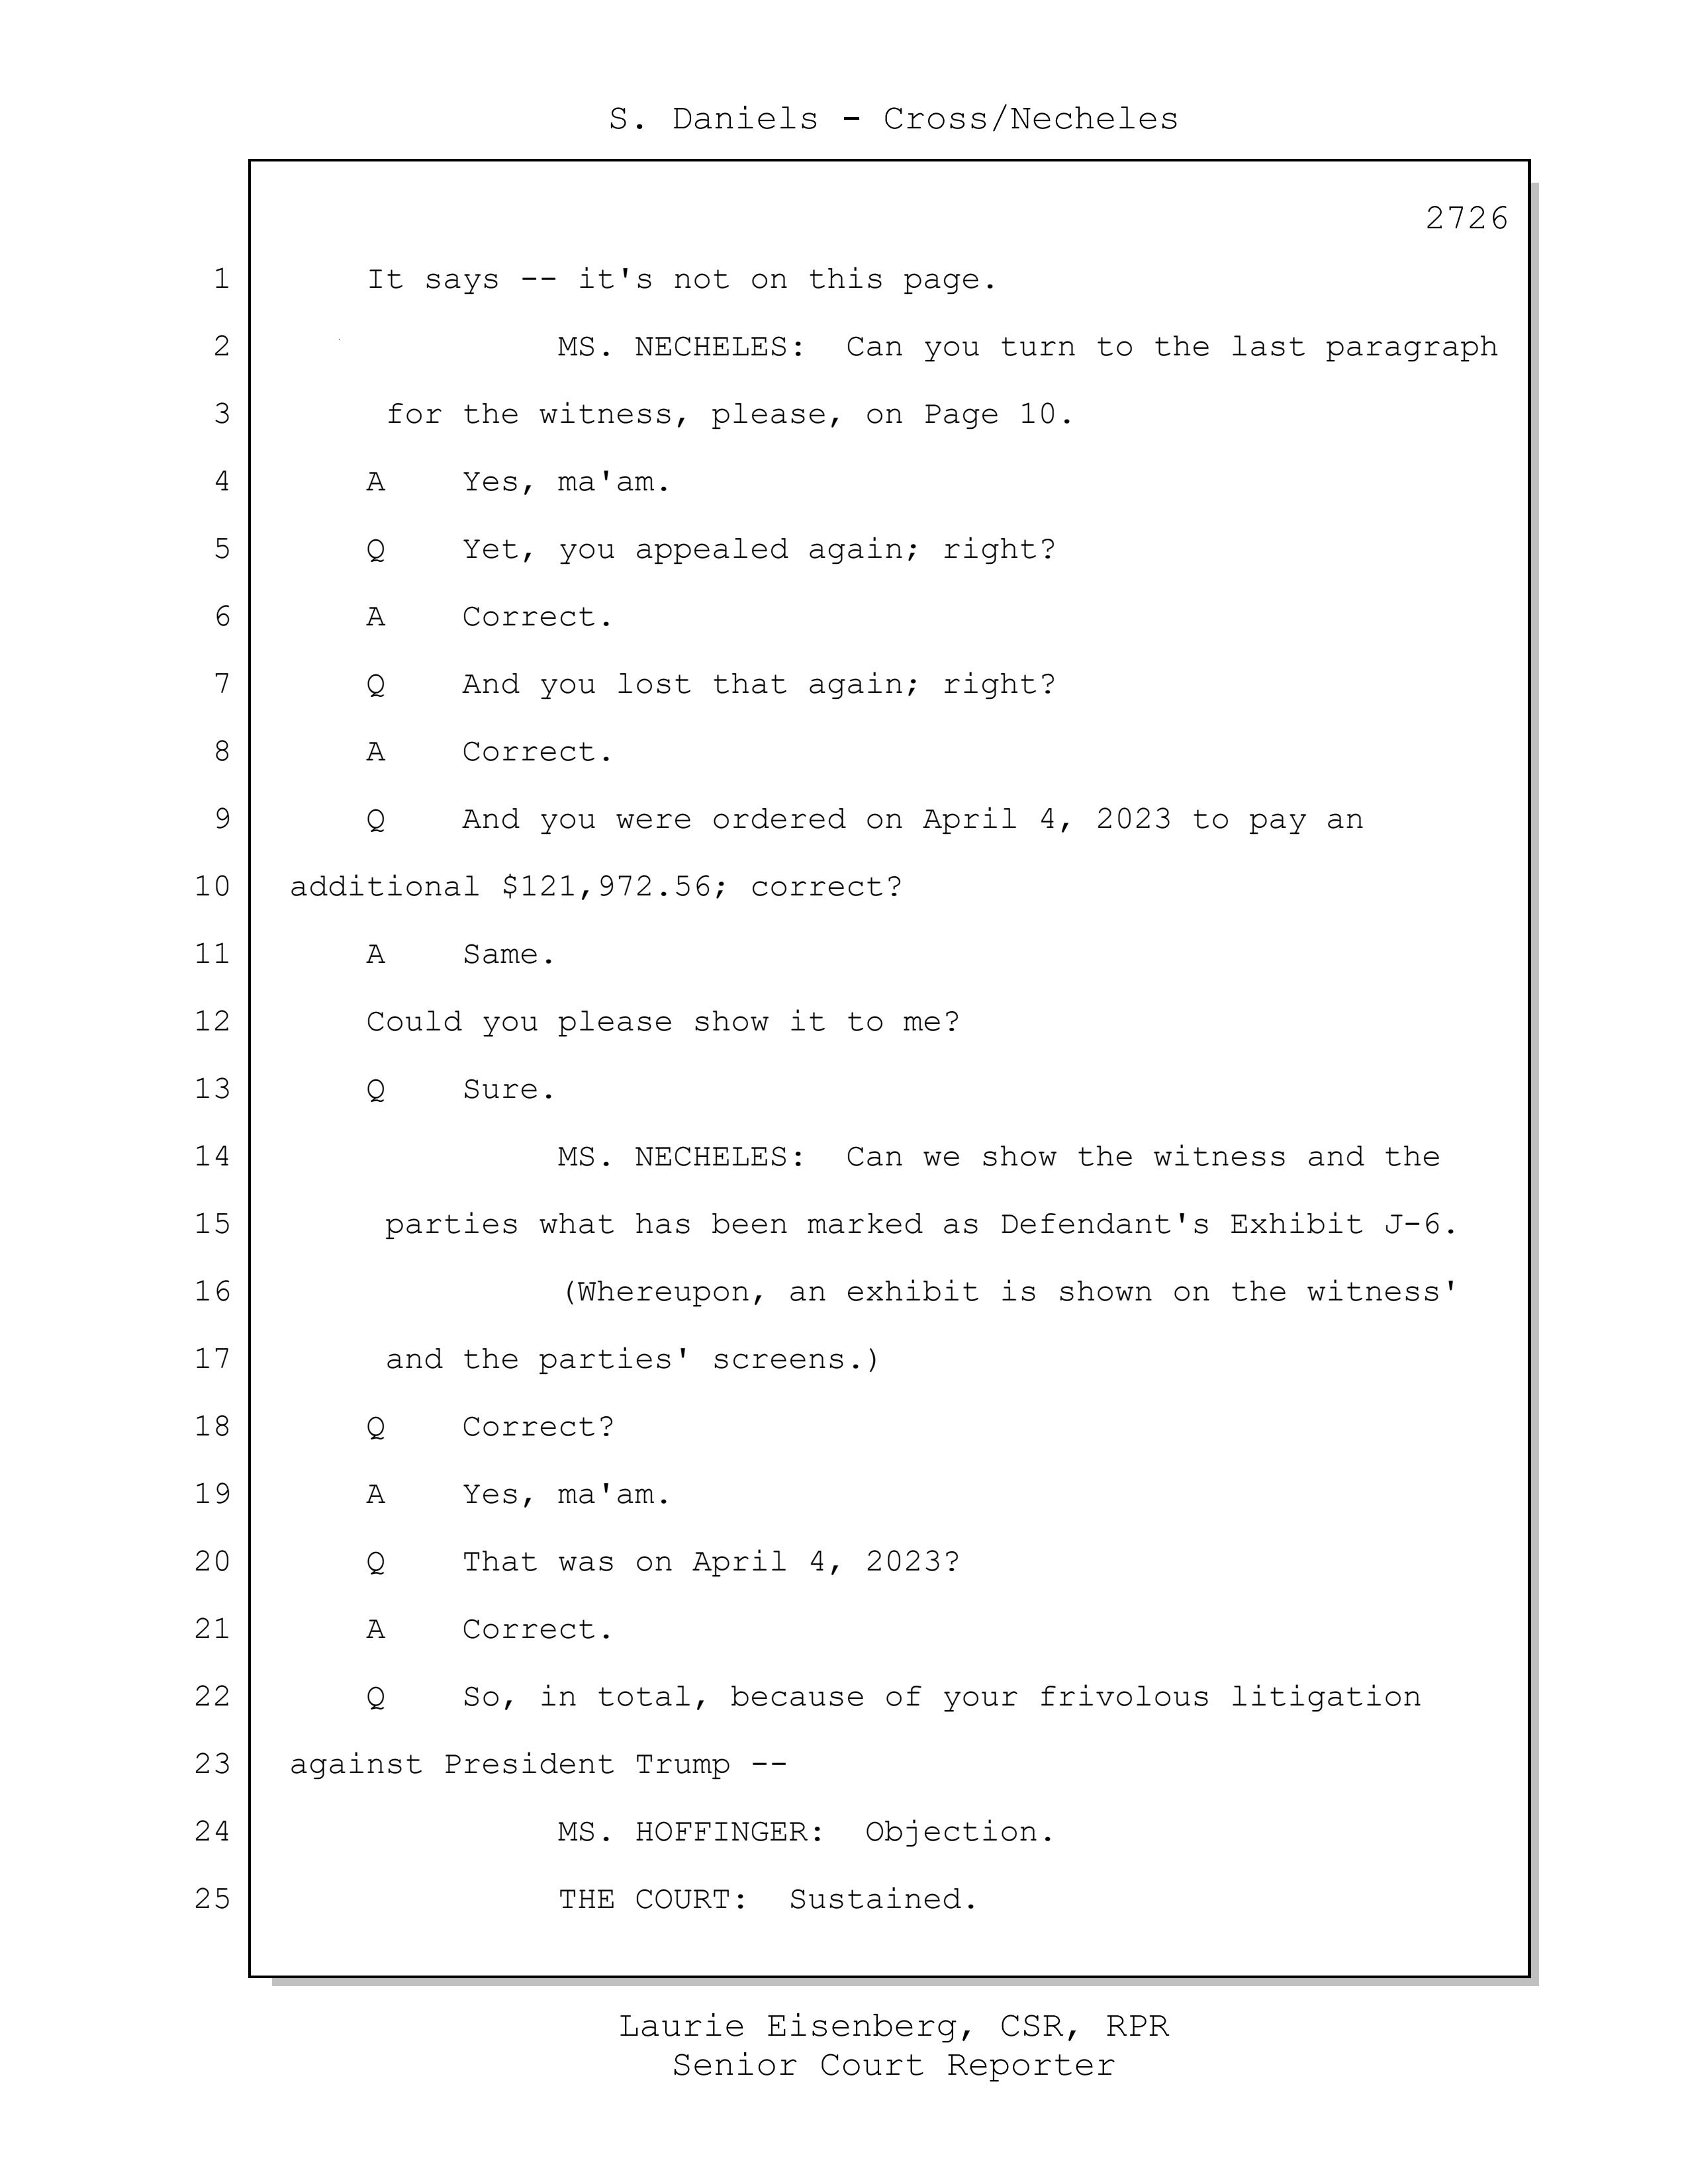 S. Daniels - Cross/Necheles
2726
1 It says -- it's not on this page.
2 MS. NECHELES: Can you turn to the last paragraph
3 for the witness, please, on Page 10.
4 A Yes, ma'am.
5 Q Yet, you appealed again; right?
6 A Correct.
7 Q And you lost that again; right?
8 A Correct.
9 Q And you were ordered on April 4, 2023 to pay an
10 additional $121,972.56; correct?
11 A Same.
12 Could you please show it to me?
13 Q Sure.
14 MS. NECHELES: Can we show the witness and the
15 parties what has been marked as Defendant's Exhibit J-6.
16 (Whereupon, an exhibit is shown on the witness'
17 and the parties' screens.)
18 Q Correct?
19 A Yes, ma'am.
20 Q That was on April 4, 2023?
21 A Correct.
22 Q So, in total, because of your frivolous litigation
23 against President Trump --
24 MS. HOFFINGER: Objection.
25 THE COURT: Sustained.
Laurie Eisenberg, CSR, RPR
Senior Court Reporter